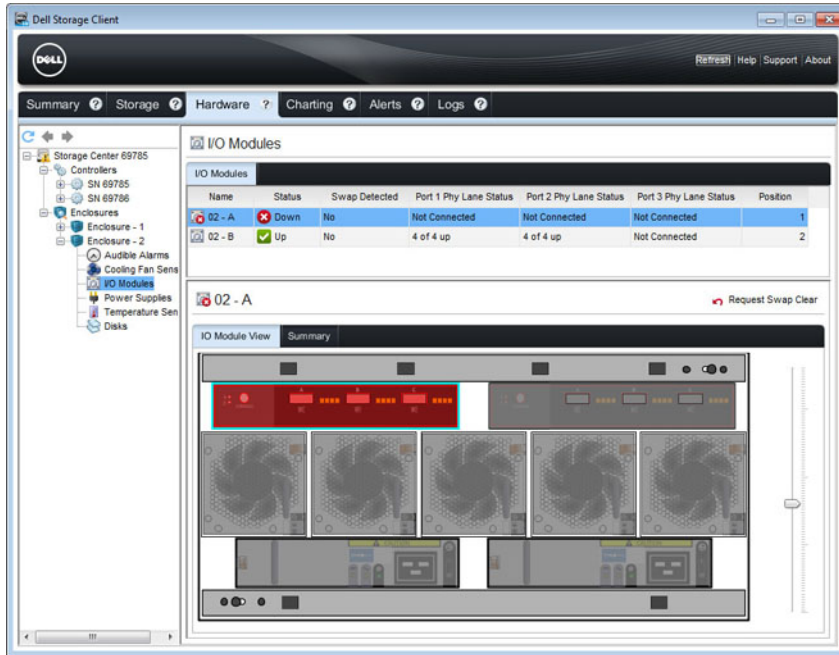 Dell Storage Client
DELL
Refresh Help Support About
Summary ? Storage ? Hardware ? Charting ? Alerts ? Logs ?
Storage Center 69785
Controllers
SN 69785
SN 69786
Enclosures
Enclosure - 1
Enclosure - 2
Audible Alarms
Cooling Fan Sens
I/O Modules
Power Supplies
Temperature Sen
Disks
I/O Modules
I/O Modules
Name Status Swap Detected Port 1 Phy Lane Status Port 2 Phy Lane Status Port 3 Phy Lane Status Position
02 - A Down No Not Connected Not Connected Not Connected 1
02 - B Up No 4 of 4 up 4 of 4 up Not Connected 2
02 - A Request Swap Clear
IO Module View Summary
A B C
CAUTION